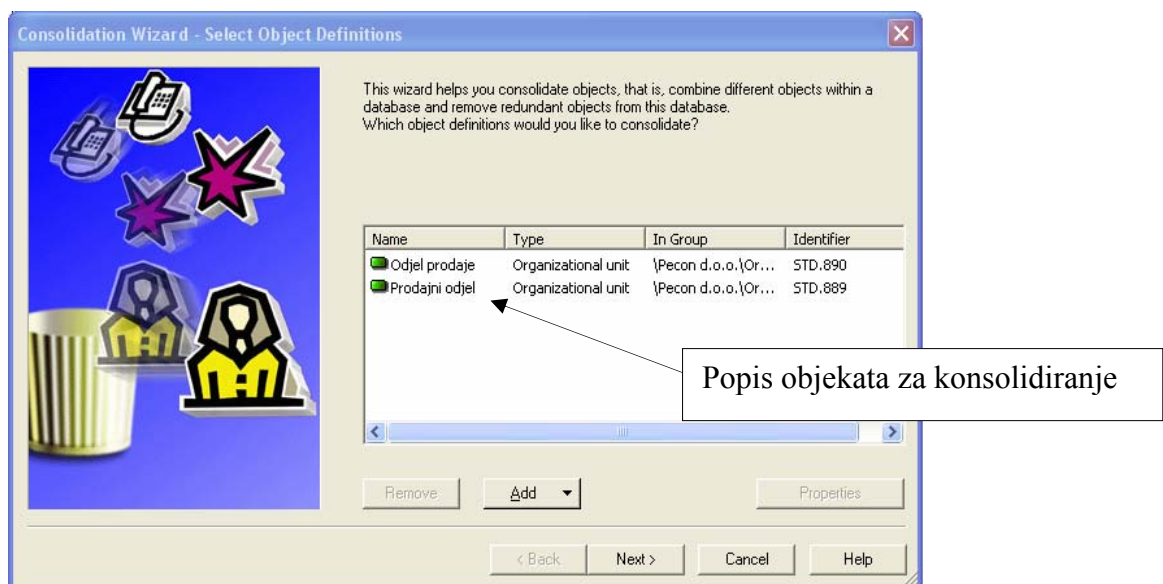 Consolidation Wizard - Select Object Definitions
This wizard helps you consolidate objects, that is, combine different objects within a
database and remove redundant objects from this database.
Which object definitions would you like to consolidate?
Name Type In Group Identifier
Odjel prodaje Organizational unit \Pecon d.o.o.\Or... STD.890
Prodajni odjel Organizational unit \Pecon d.o.o.\Or... STD.889
Popis objekata za konsolidiranje
Remove Add Properties
< Back Next > Cancel Help